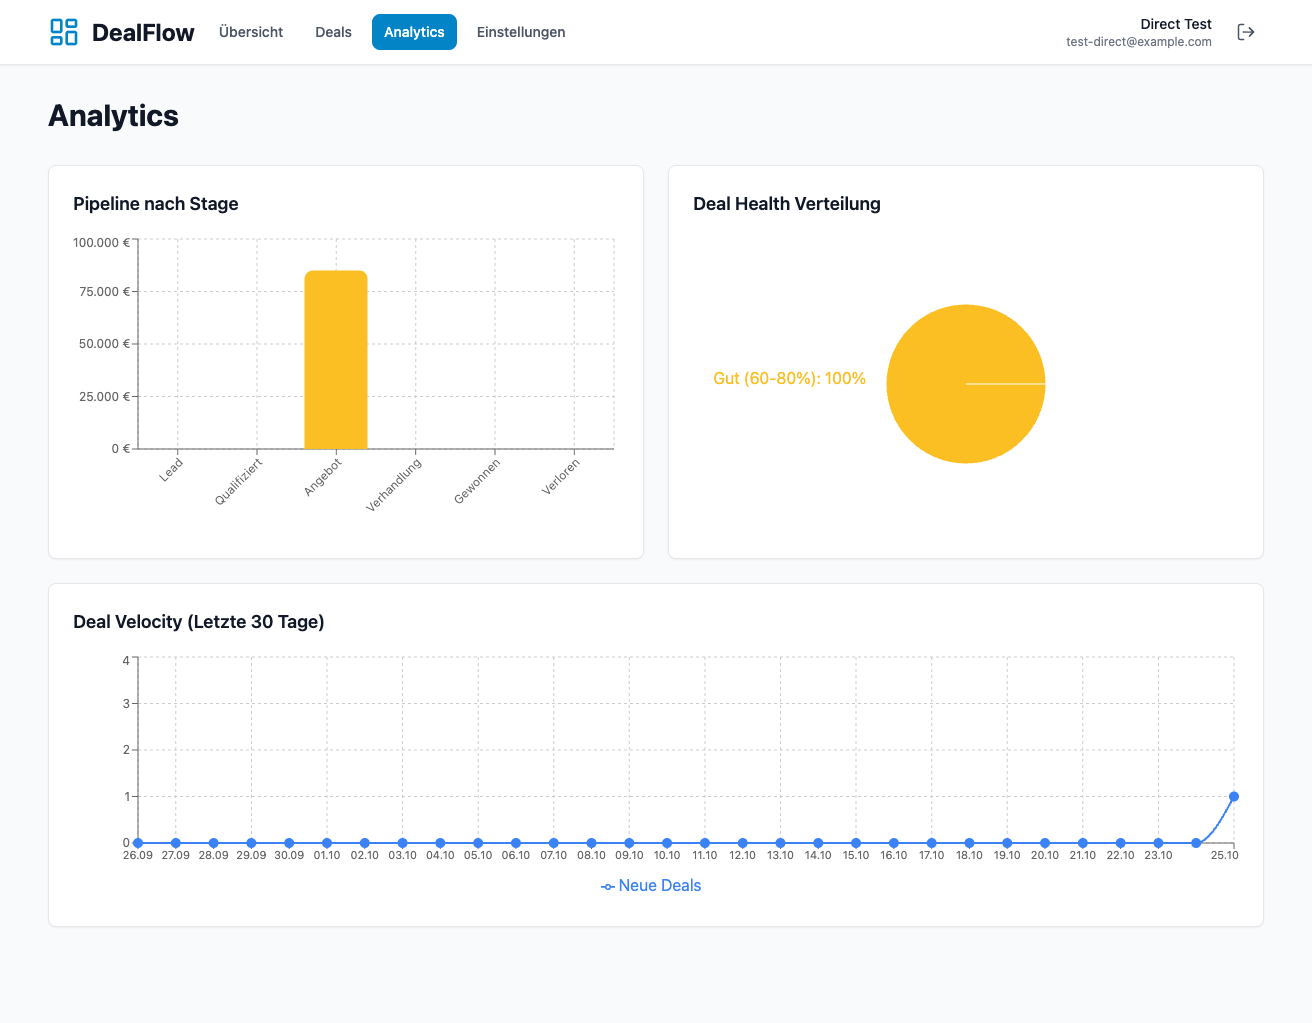 DealFlow
Übersicht
Deals
Analytics
Einstellungen
Direct Test
test-direct@example.com
Analytics
Pipeline nach Stage
100.000 €
75.000 €
50.000 €
25.000 €
0 €
Lead
Qualifiziert
Angebot
Verhandlung
Gewonnen
Verloren
Deal Health Verteilung
Gut (60-80%): 100%
Deal Velocity (Letzte 30 Tage)
4
3
2
1
0
26.09 27.09 28.09 29.09 30.09 01.10 02.10 03.10 04.10 05.10 06.10 07.10 08.10 09.10 10.10 11.10 12.10 13.10 14.10 15.10 16.10 17.10 18.10 19.10 20.10 21.10 22.10 23.10 25.10
Neue Deals